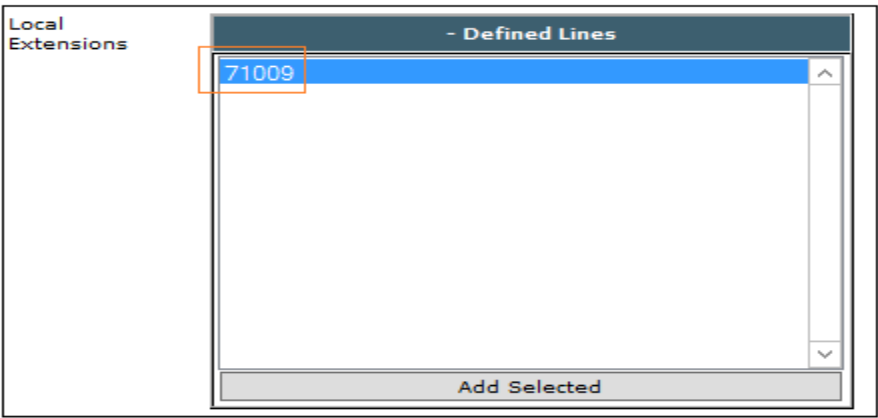 Local
Extensions
- Defined Lines
71009
Add Selected